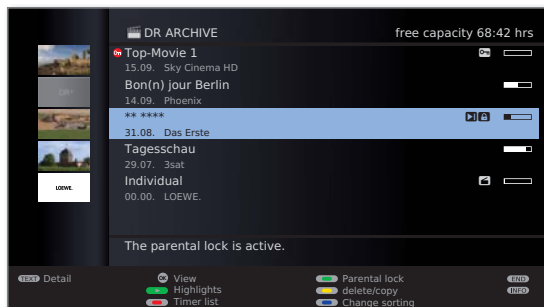 DR ARCHIVE free capacity 68:42 hrs
Top-Movie 1
15.09. Sky Cinema HD
Bon(n) jour Berlin
14.09. Phoenix
** ****
31.08. Das Erste
Tagesschau
29.07. 3sat
Individual
00.00. LOEWE.
LOEWE.
The parental lock is active.
TEXT Detail OK View Parental lock END
Highlights delete/copy INFO
Timer list Change sorting